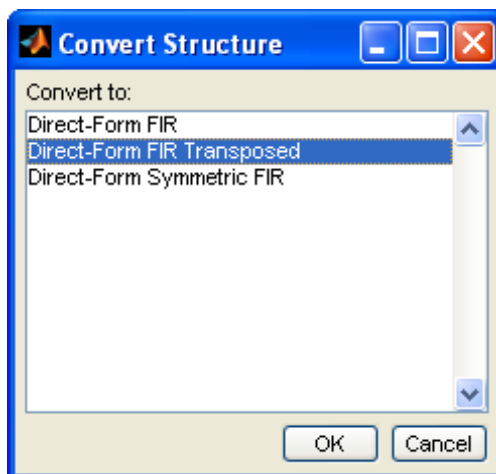 Convert Structure
Convert to:
Direct-Form FIR
Direct-Form FIR Transposed
Direct-Form Symmetric FIR
OK
Cancel